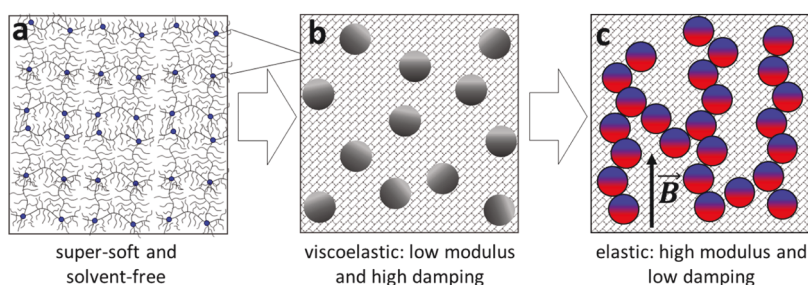 a
b
c
B
super-soft and
solvent-free
viscoelastic: low modulus
and high damping
elastic: high modulus and
low damping